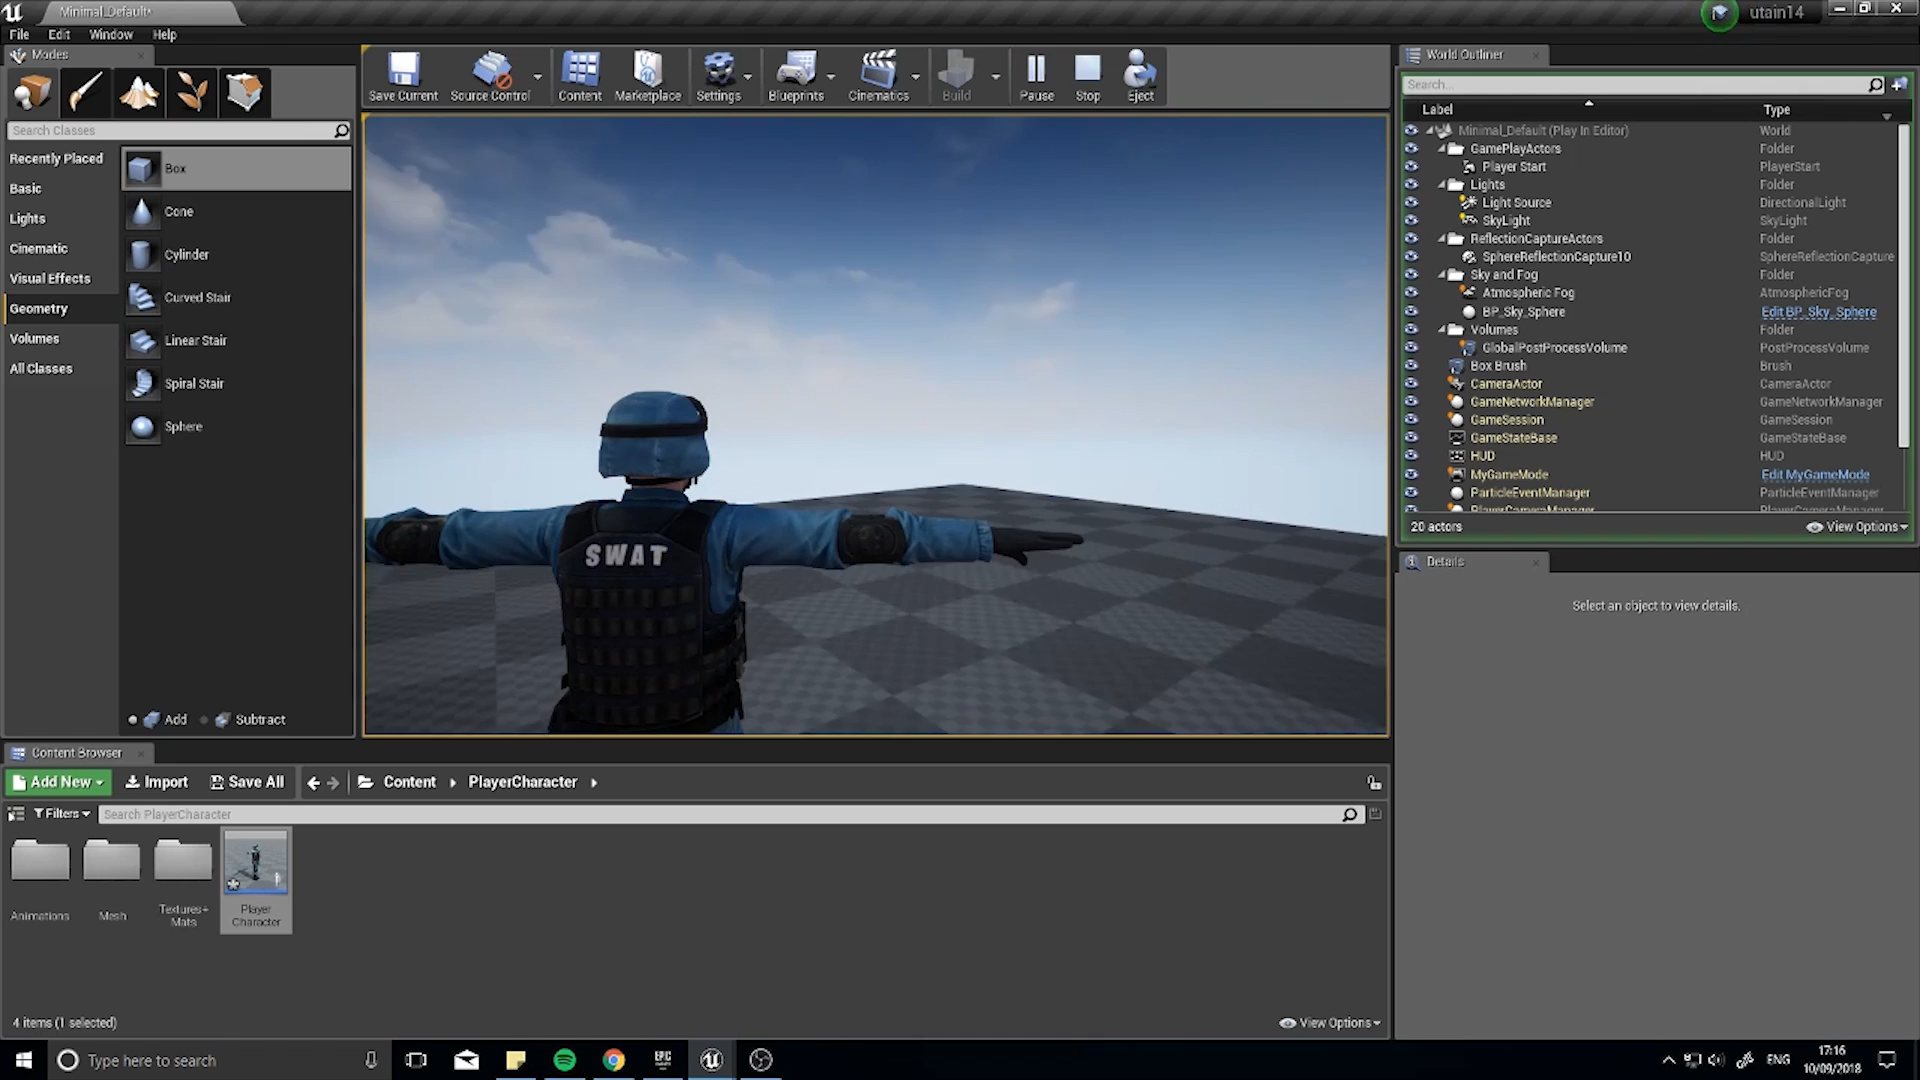 Minimal_Default*
utain14
File Edit Window Help
Modes
Search Classes
Recently Placed
Basic
Lights
Cinematic
Visual Effects
Geometry
Volumes
All Classes
Box
Cone
Cylinder
Curved Stair
Linear Stair
Spiral Stair
Sphere
Add Subtract
Save Current Source Control Content Marketplace Settings Blueprints Cinematics Build Pause Stop Eject
SWAT
World Outliner
Search...
Label Type
Minimal_Default (Play In Editor) World
GamePlayActors Folder
Player Start PlayerStart
Lights Folder
Light Source DirectionalLight
SkyLight SkyLight
ReflectionCaptureActors Folder
SphereReflectionCapture10 SphereReflectionCapture
Sky and Fog Folder
Atmospheric Fog AtmosphericFog
BP_Sky_Sphere Edit BP_Sky_Sphere
Volumes Folder
GlobalPostProcessVolume PostProcessVolume
Box Brush Brush
CameraActor CameraActor
GameNetworkManager GameNetworkManager
GameSession GameSession
GameStateBase GameStateBase
HUD HUD
MyGameMode Edit MyGameMode
ParticleEventManager ParticleEventManager
PlayerCameraManager PlayerCameraManager
20 actors View Options
Details
Select an object to view details.
Content Browser
Add New Import Save All Content PlayerCharacter
Filters Search PlayerCharacter
Animations
Mesh
Textures+
Mats
Player
Character
4 items (1 selected) View Options
Type here to search
EPIC
ENG
17:16
10/09/2018